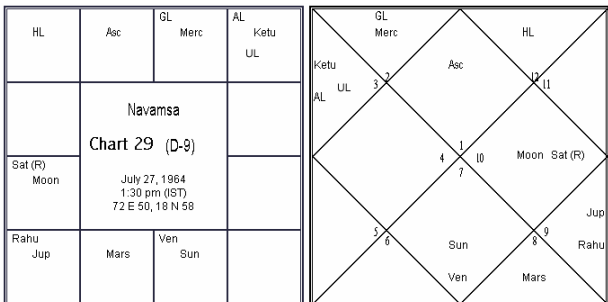 HL
Asc
GL
Merc
AL
Ketu
UL
Navamsa
Chart 29 (D-9)
July 27, 1964
1:30 pm (IST)
72 E 50, 18 N 58
Sat (R)
Moon
Rahu
Jup
Mars
Ven
Sun
GL
Merc
HL
Ketu
UL
AL
Asc
2
3
12
11
1
4
10
7
Moon Sat (R)
Jup
Rahu
5
6
9
8
Sun
Ven
Mars